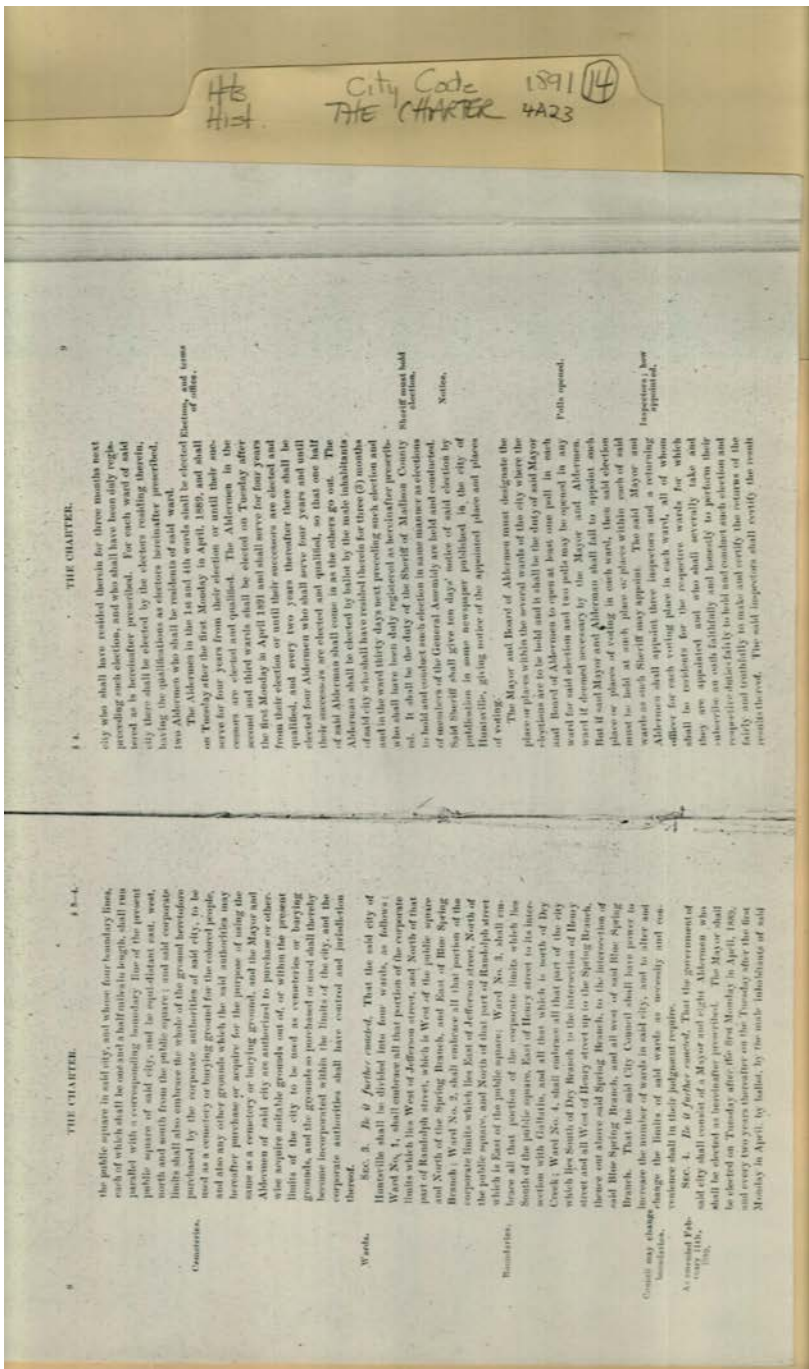 Hts City Code 1891 14
Hist. THE CHARTER 4A23
8 THE CHARTER. § 3-4.
the public square in said city, and whose four boundary lines,
each of which shall be one and a half miles in length, shall run
parallel with a corresponding boundary line of the present
public square of said city, and be equi-distant east, west,
north and south from the public square; and said corporate
limits shall also embrace the whole of the ground heretofore
Cemeteries. purchased by the corporate authorities of said city, to be
used as a cemetery or burying ground for the colored people,
and also any other grounds which the said authorities may
hereafter purchase or acquire for the purpose of using the
same as a cemetery or burying ground, and the Mayor and
Aldermen of said city are authorized to purchase or other-
wise acquire suitable grounds out of, or within the present
limits of the city to be used as cemeteries or burying
grounds, and the grounds so purchased or used shall thereby
become incorporated within the limits of the city, and the
corporate authorities shall have control and jurisdiction
thereof.
Wards. SEC. 3. Be it further enacted, That the said city of
Huntsville shall be divided into four wards, as follows:
Ward No. 1, shall embrace all that portion of the corporate
limits which lies West of Jefferson street, and North of that
part of Randolph street, which is West of the public square
and North of the Spring Branch, and East of Blue Spring
Branch; Ward No. 2, shall embrace all that portion of the
corporate limits which lies East of Jefferson street, North of
the public square, and North of that part of Randolph street
which is East of the public square; Ward No. 3, shall em-
Boundaries. brace all that portion of the corporate limits which lies
South of the public square, East of Henry street to its inter-
section with Gallatin, and all that which is north of Dry
Creek; Ward No. 4, shall embrace all that part of the city
which lies South of Dry Branch to the intersection of Henry
street and all West of Henry street up to the Spring Branch,
thence out above said Spring Branch, to the intersection of
said Blue Spring Branch, and all west of said Blue Spring
Branch. That the said City Council shall have power to
increase the number of wards in said city, and to alter and
Council may change boundaries. change the limits of said wards as necessity and con-
venience shall in their judgment require.
As amended Feb- SEC. 4. Be it further enacted, That the government of
ruary 11th, said city shall consist of a Mayor and eight Aldermen who
shall be elected as hereinafter prescribed. The Mayor shall
be elected on Tuesday after the first Monday in April, 1889,
and every two years thereafter on the Tuesday after the first
Monday in April, by ballot, by the male inhabitants of said
§ 4. THE CHARTER. 9
city who shall have resided therein for three months next
preceding such election, and who shall have been duly regis-
tered as is hereinafter prescribed. For each ward of said
city there shall be elected by the electors residing therein,
having the qualifications as electors hereinafter prescribed,
two Aldermen who shall be residents of said ward.
The Aldermen in the 1st and 4th wards shall be elected Election, and terms
on Tuesday after the first Monday in April, 1889, and shall of office.
serve for four years from their election or until their suc-
cessors are elected and qualified. The Aldermen in the
second and third wards shall be elected on Tuesday after
the first Monday in April 1891 and shall serve for four years
from their election or until their successors are elected and
qualified, and every two years thereafter there shall be
elected four Aldermen who shall serve four years and until
their successors are elected and qualified, so that one half
of said Alderman shall come in as the others go out. The
Alderman shall be elected by ballot by the male inhabitants
of said city who shall have resided therein for three (3) months
and in the ward thirty days next preceding such election and
who shall have been duly registered as hereinafter prescrib- Sheriff must hold
ed. It shall be the duty of the Sheriff of Madison County election.
to hold and conduct such election in same manner as elections
of members of the General Assembly are held and conducted.
Said Sheriff shall give ten days' notice of said election by Notice.
publication in some newspaper published in the city of
Huntsville, giving notice of the appointed place and places
of voting.
The Mayor and Board of Aldermen must designate the
place or places within the several wards of the city where the
elections are to be held and it shall be the duty of said Mayor
and Board of Aldermen to open at least one poll in each
ward for said election and two polls may be opened in any Polls opened.
ward if deemed necessary by the Mayor and Aldermen.
But if said Mayor and Alderman shall fail to appoint such
place or places of voting in each ward, then said election
must be held at such place or places within each of said
wards as such Sheriff may appoint. The said Mayor and
Aldermen shall appoint three inspectors and a returning Inspectors; how
officer for each voting place in each ward, all of whom appointed.
shall be residents for the respective wards for which
they are appointed and who shall severally take and
subscribe an oath faithfully and honestly to perform their
respective duties fairly to hold and conduct such election and
fairly and truthfully to make and certify the returns of the
results thereof. The said inspectors shall certify the result